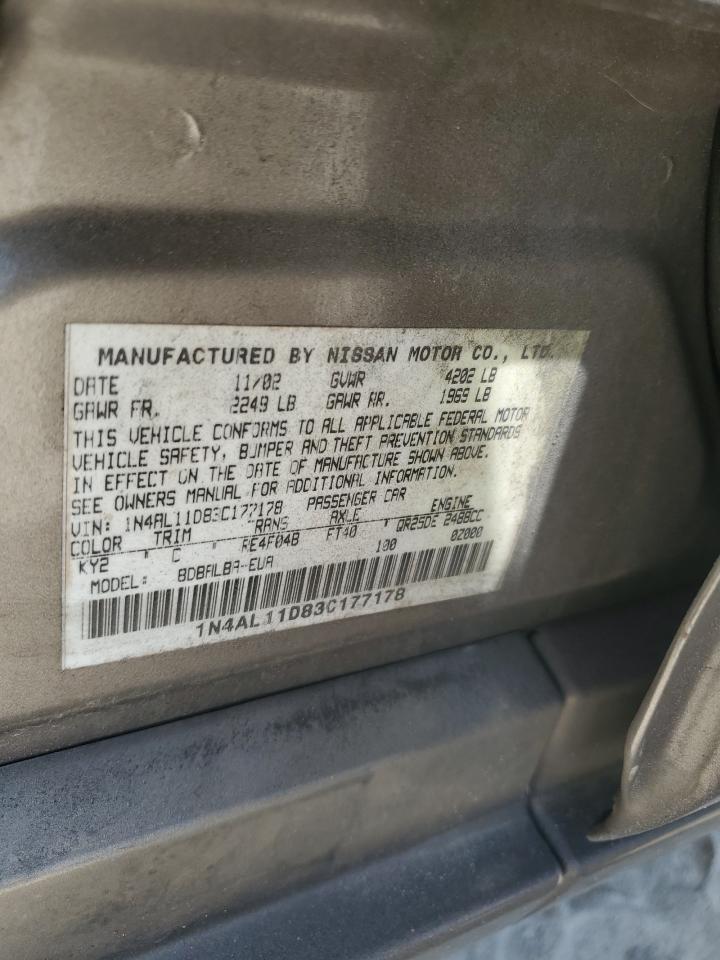 MANUFACTURED BY NISSAN MOTOR CO., LTD.
DATE 11/02 GVWR 4202 LB
GAWR FR. 2249 LB GAWR RR. 1969 LB
THIS VEHICLE CONFORMS TO ALL APPLICABLE FEDERAL MOTOR
VEHICLE SAFETY, BUMPER AND THEFT PREVENTION STANDARDS
IN EFFECT ON THE DATE OF MANUFACTURE SHOWN ABOVE.
SEE OWNERS MANUAL FOR ADDITIONAL INFORMATION.
VIN: 1N4AL11D83C177178 PASSENGER CAR
COLOR TRIM TRANS AXLE ENGINE
KY2 C RE4F04B FT40 QR25DE 2488CC
MODEL: BDBALBA-EUA 100 0Z000
1N4AL11D83C177178